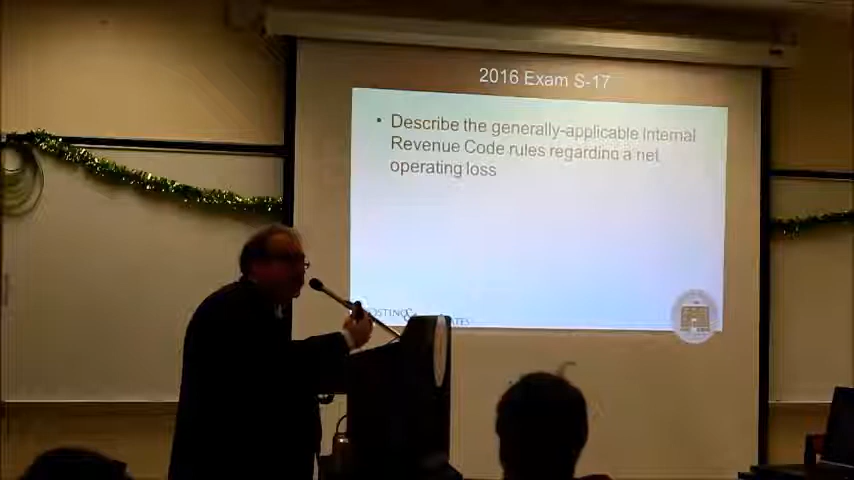 2016 Exam S-17
• Describe the generally-applicable Internal
Revenue Code rules regarding a net
operating loss